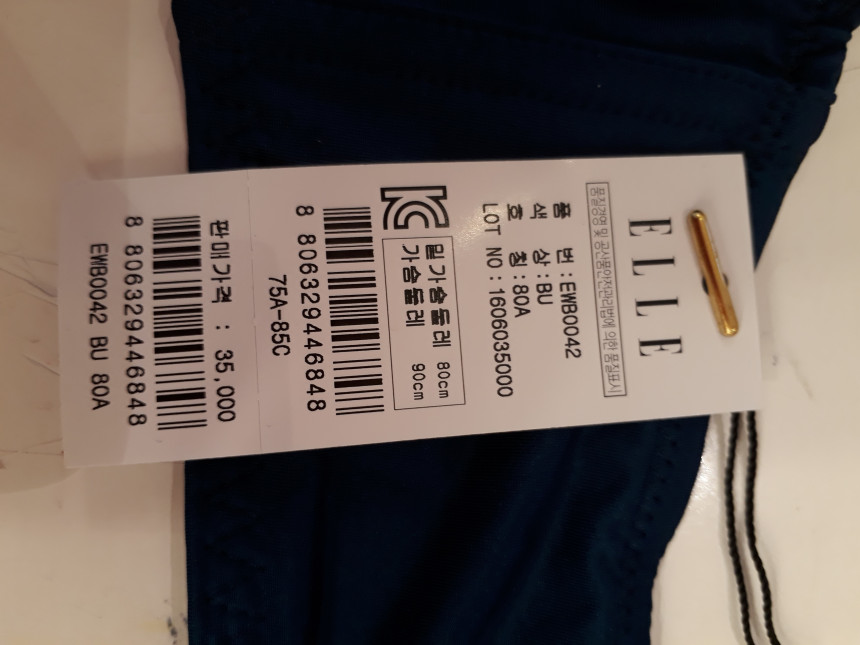 ELLE
품질경영 및 공산품안전관리법에 의한 품질표시
품 번 : EWB0042
색 상 : BU
호 칭 : 80A
LOT NO : 1606035000
밑가슴둘레 80cm
가슴둘레 90cm
8 806329446848
75A-85C
판매가격 : 35,000
8 806329446848
EWB0042 BU 80A